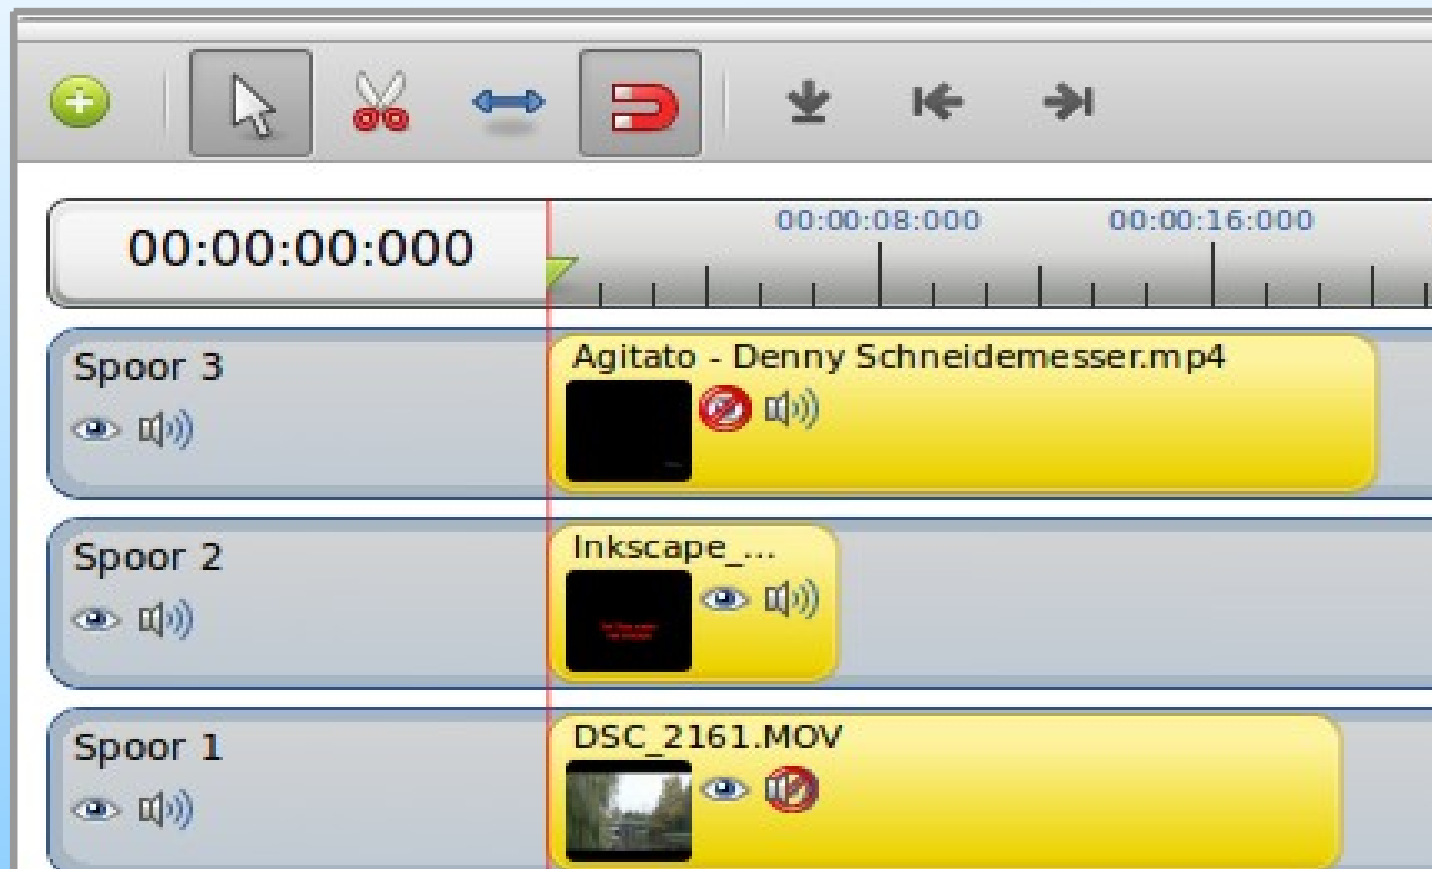 00:00:00:000
00:00:08:000
00:00:16:000
Spoor 3
Agitato - Denny Schneidemesser.mp4
Spoor 2
Inkscape_...
Spoor 1
DSC_2161.MOV